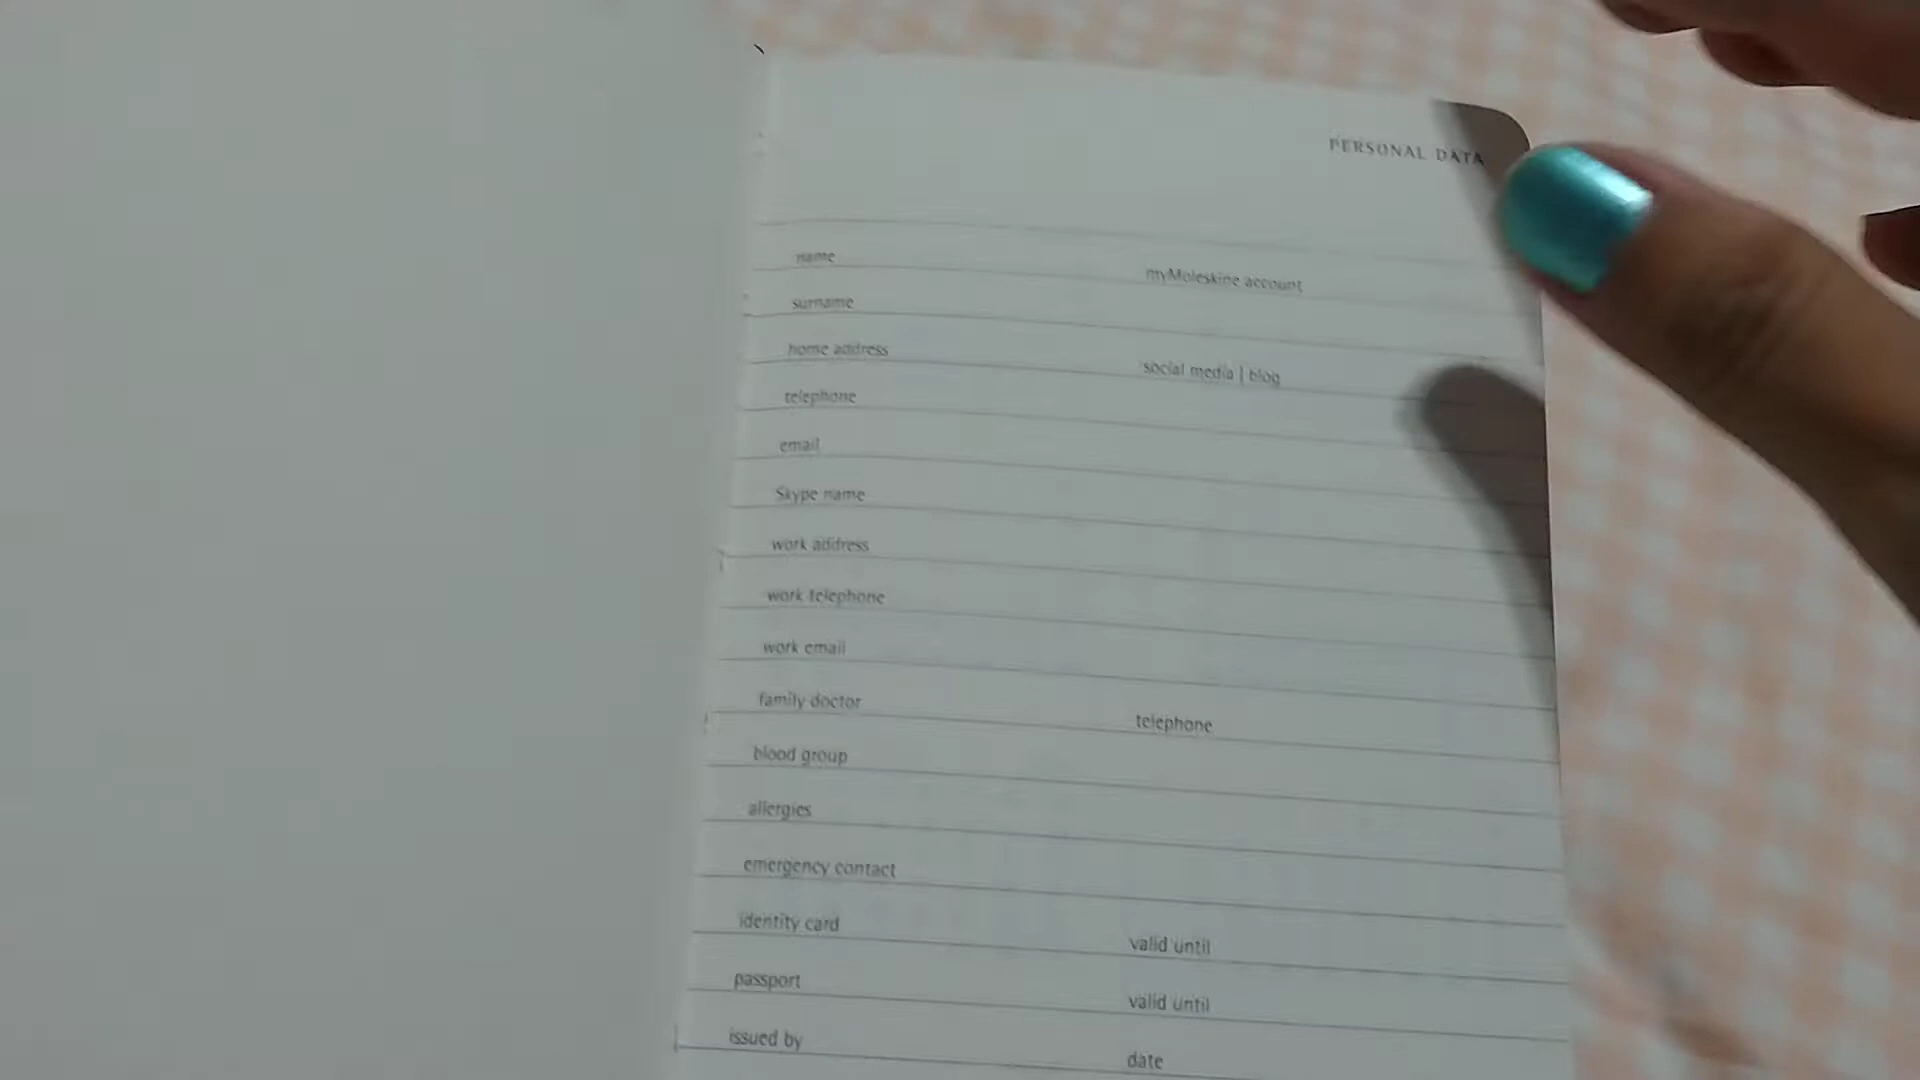 PERSONAL DATA
name
myMoleskine account
surname
home address
social media | blog
telephone
email
Skype name
work address
work telephone
work email
family doctor telephone
blood group
allergies
emergency contact
identity card valid until
passport valid until
issued by date